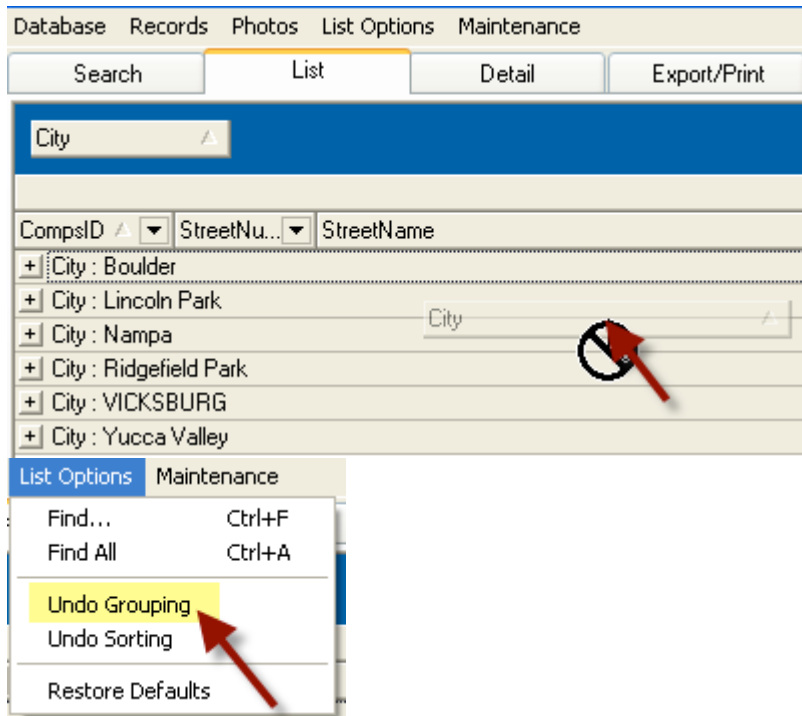 Database Records Photos List Options Maintenance
Search List Detail Export/Print
City
CompsID StreetNu... StreetName
City : Boulder
City : Lincoln Park
City
City : Nampa
City : Ridgefield Park
City : VICKSBURG
City : Yucca Valley
List Options Maintenance
Find... Ctrl+F
Find All Ctrl+A
Undo Grouping
Undo Sorting
Restore Defaults